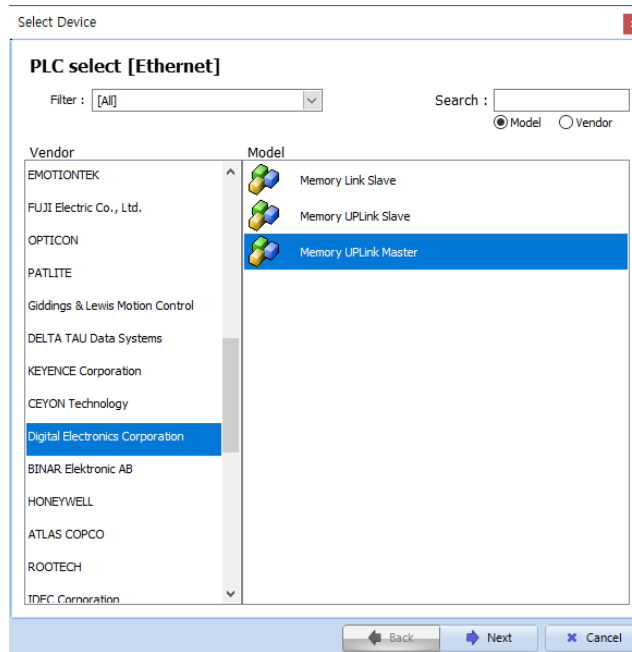 Select Device
PLC select [Ethernet]
Filter : [All]
Search :
Model Vendor
Vendor
EMOTIONTEK
FUJI Electric Co., Ltd.
OPTICON
PATLITE
Giddings & Lewis Motion Control
DELTA TAU Data Systems
KEYENCE Corporation
CEYON Technology
Digital Electronics Corporation
BINAR Elektronic AB
HONEYWELL
ATLAS COPCO
ROOTECH
IDEC Corporation
Model
Memory Link Slave
Memory UPLink Slave
Memory UPLink Master
Back Next Cancel